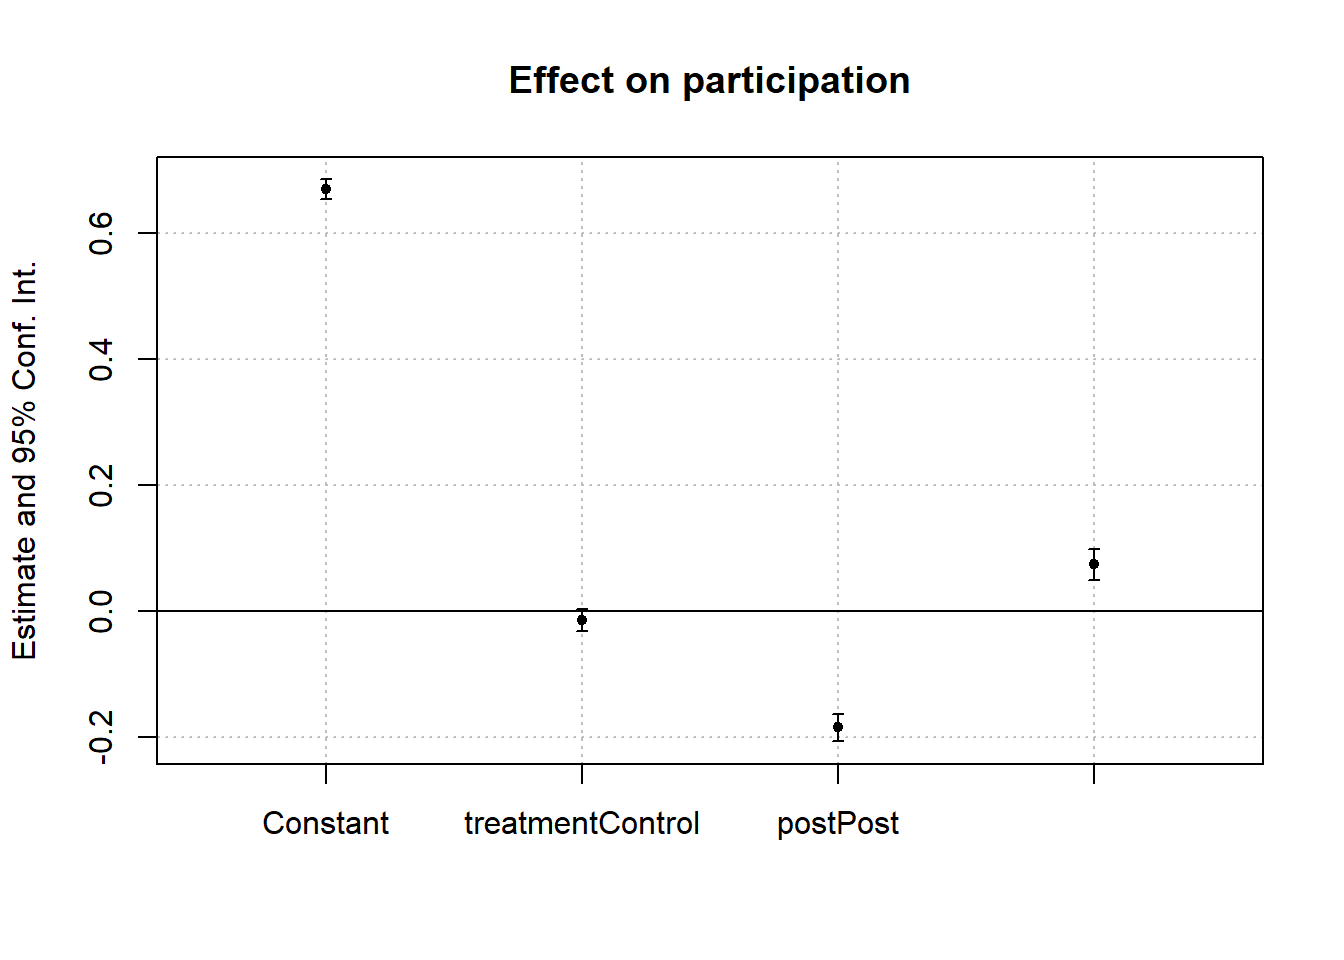 Effect on participation
Estimate and 95% Conf. Int.
0.6
0.4
0.2
0.0
-0.2
Constant
treatmentControl
postPost